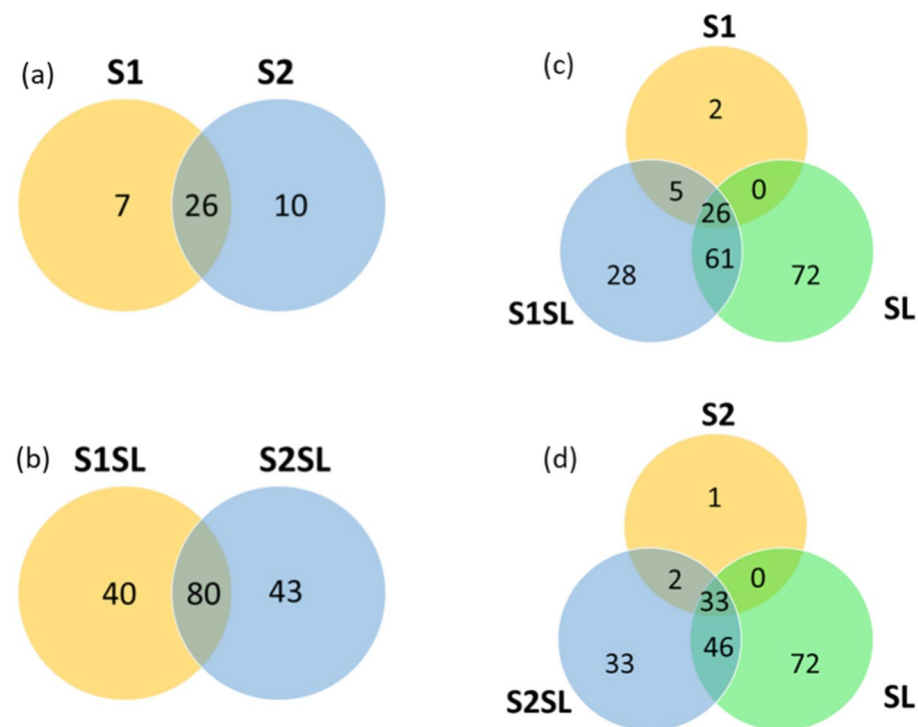 (a)
S1 S2
7 26 10
(c)
S1
2
5 0
26
28 61 72
S1SL SL
(b)
S1SL S2SL
40 80 43
(d)
S2
1
2 0
33
33 46 72
S2SL SL